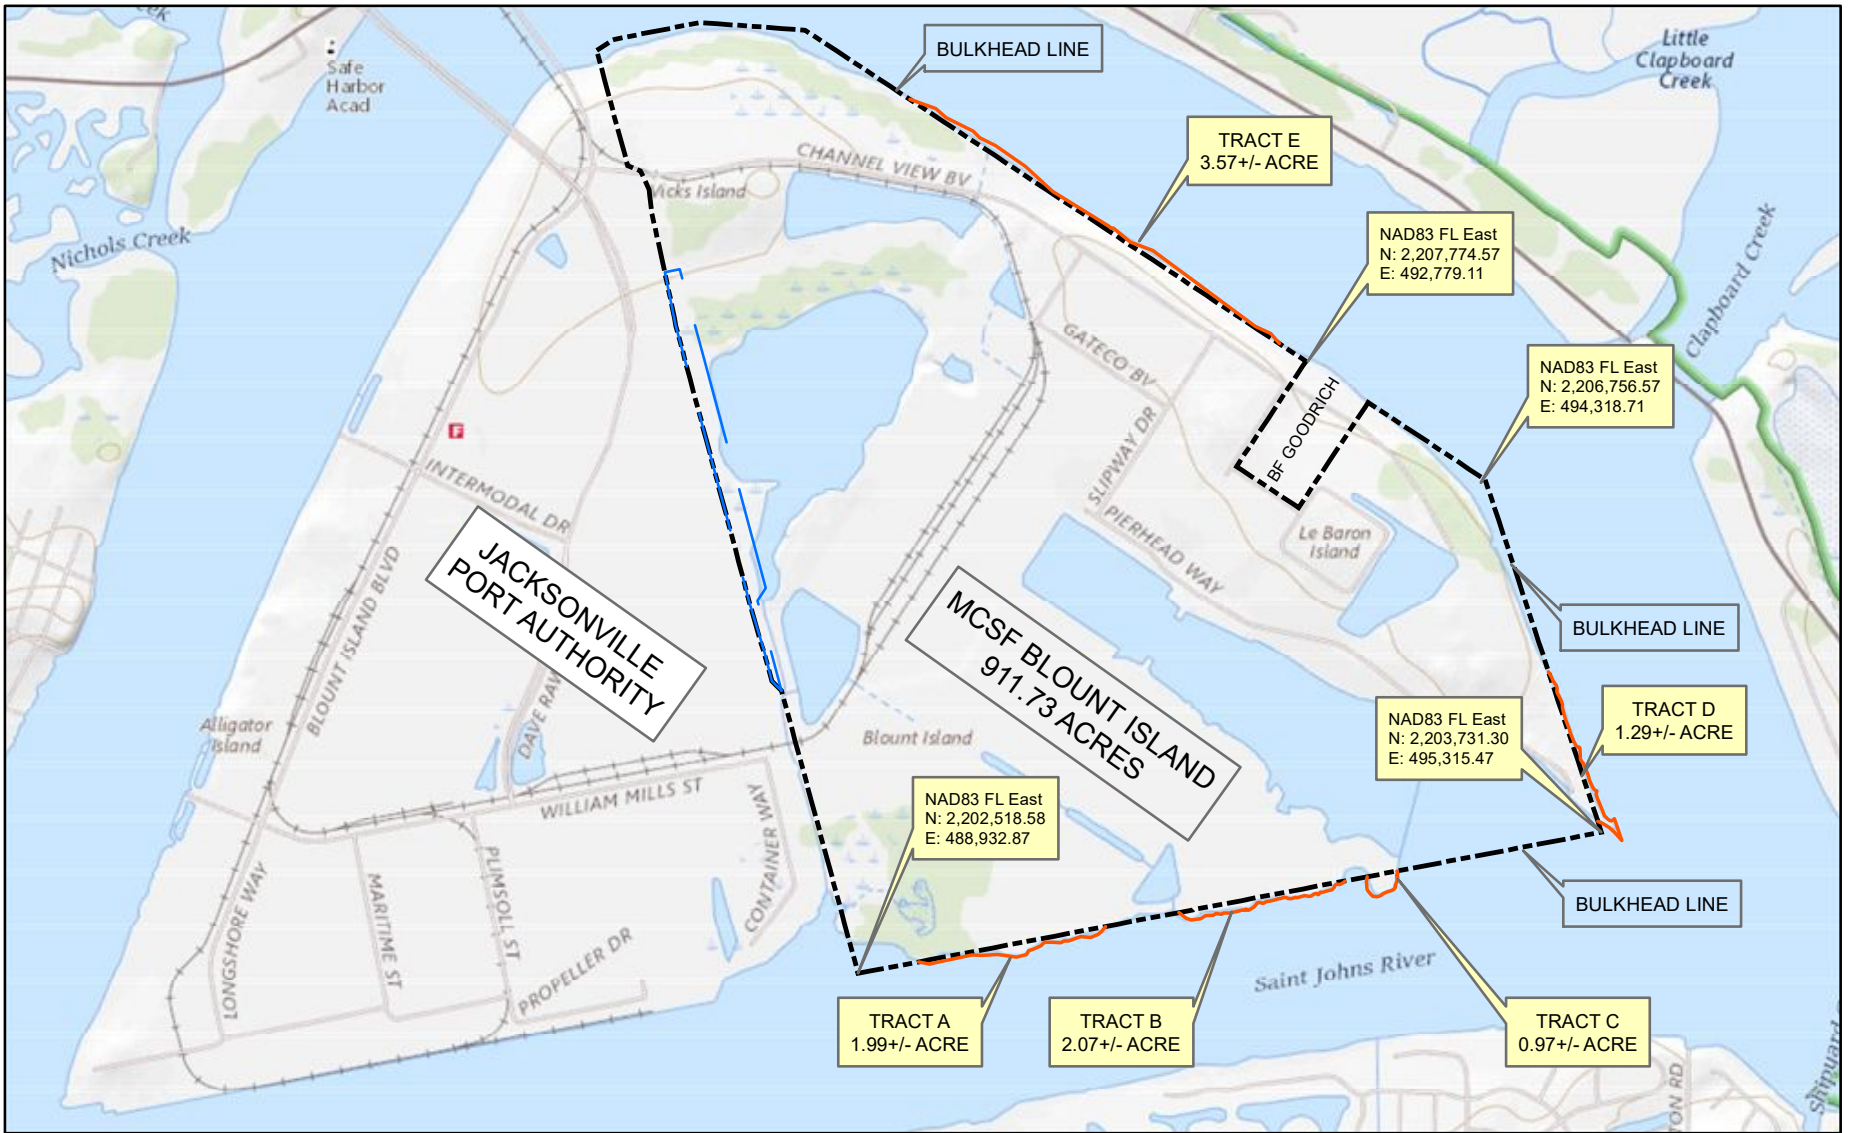 Creek
Safe
Harbor
Acad
BULKHEAD LINE
Little
Clapboard
Creek
TRACT E
3.57+/- ACRE
CHANNEL VIEW BV
Vicks Island
Nichols Creek
NAD83 FL East
N: 2,207,774.57
E: 492,779.11
Clapboard Creek
NAD83 FL East
N: 2,206,756.57
E: 494,318.71
GATECO BV
BF GOODRICH
SLIPWAY DR
F
INTERMODAL DR
PIERHEAD WAY
Le Baron
Island
JACKSONVILLE
PORT AUTHORITY
BLOUNT ISLAND BLVD
MCSF BLOUNT ISLAND
911.73 ACRES
BULKHEAD LINE
DAVE RAW
Alligator
Island
Blount Island
NAD83 FL East
N: 2,203,731.30
E: 495,315.47
TRACT D
1.29+/- ACRE
WILLIAM MILLS ST
CONTAINER WAY
NAD83 FL East
N: 2,202,518.58
E: 488,932.87
LONGSHORE WAY
MARITIME ST
PLIMSOLL ST
PROPELLER DR
BULKHEAD LINE
Saint Johns River
TRACT A
1.99+/- ACRE
TRACT B
2.07+/- ACRE
TRACT C
0.97+/- ACRE
TON RD
Shipyard